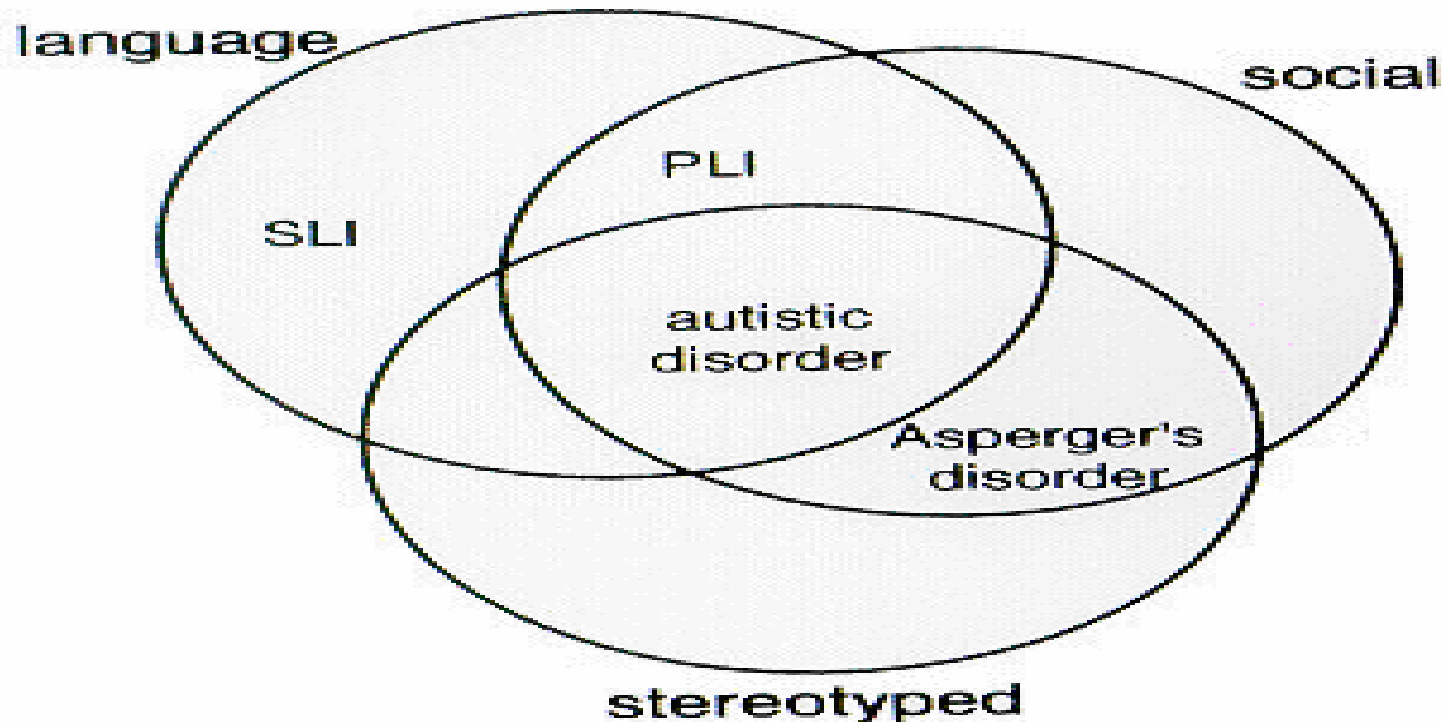 language
social
PLI
SLI
autistic
disorder
Asperger's
disorder
stereotyped